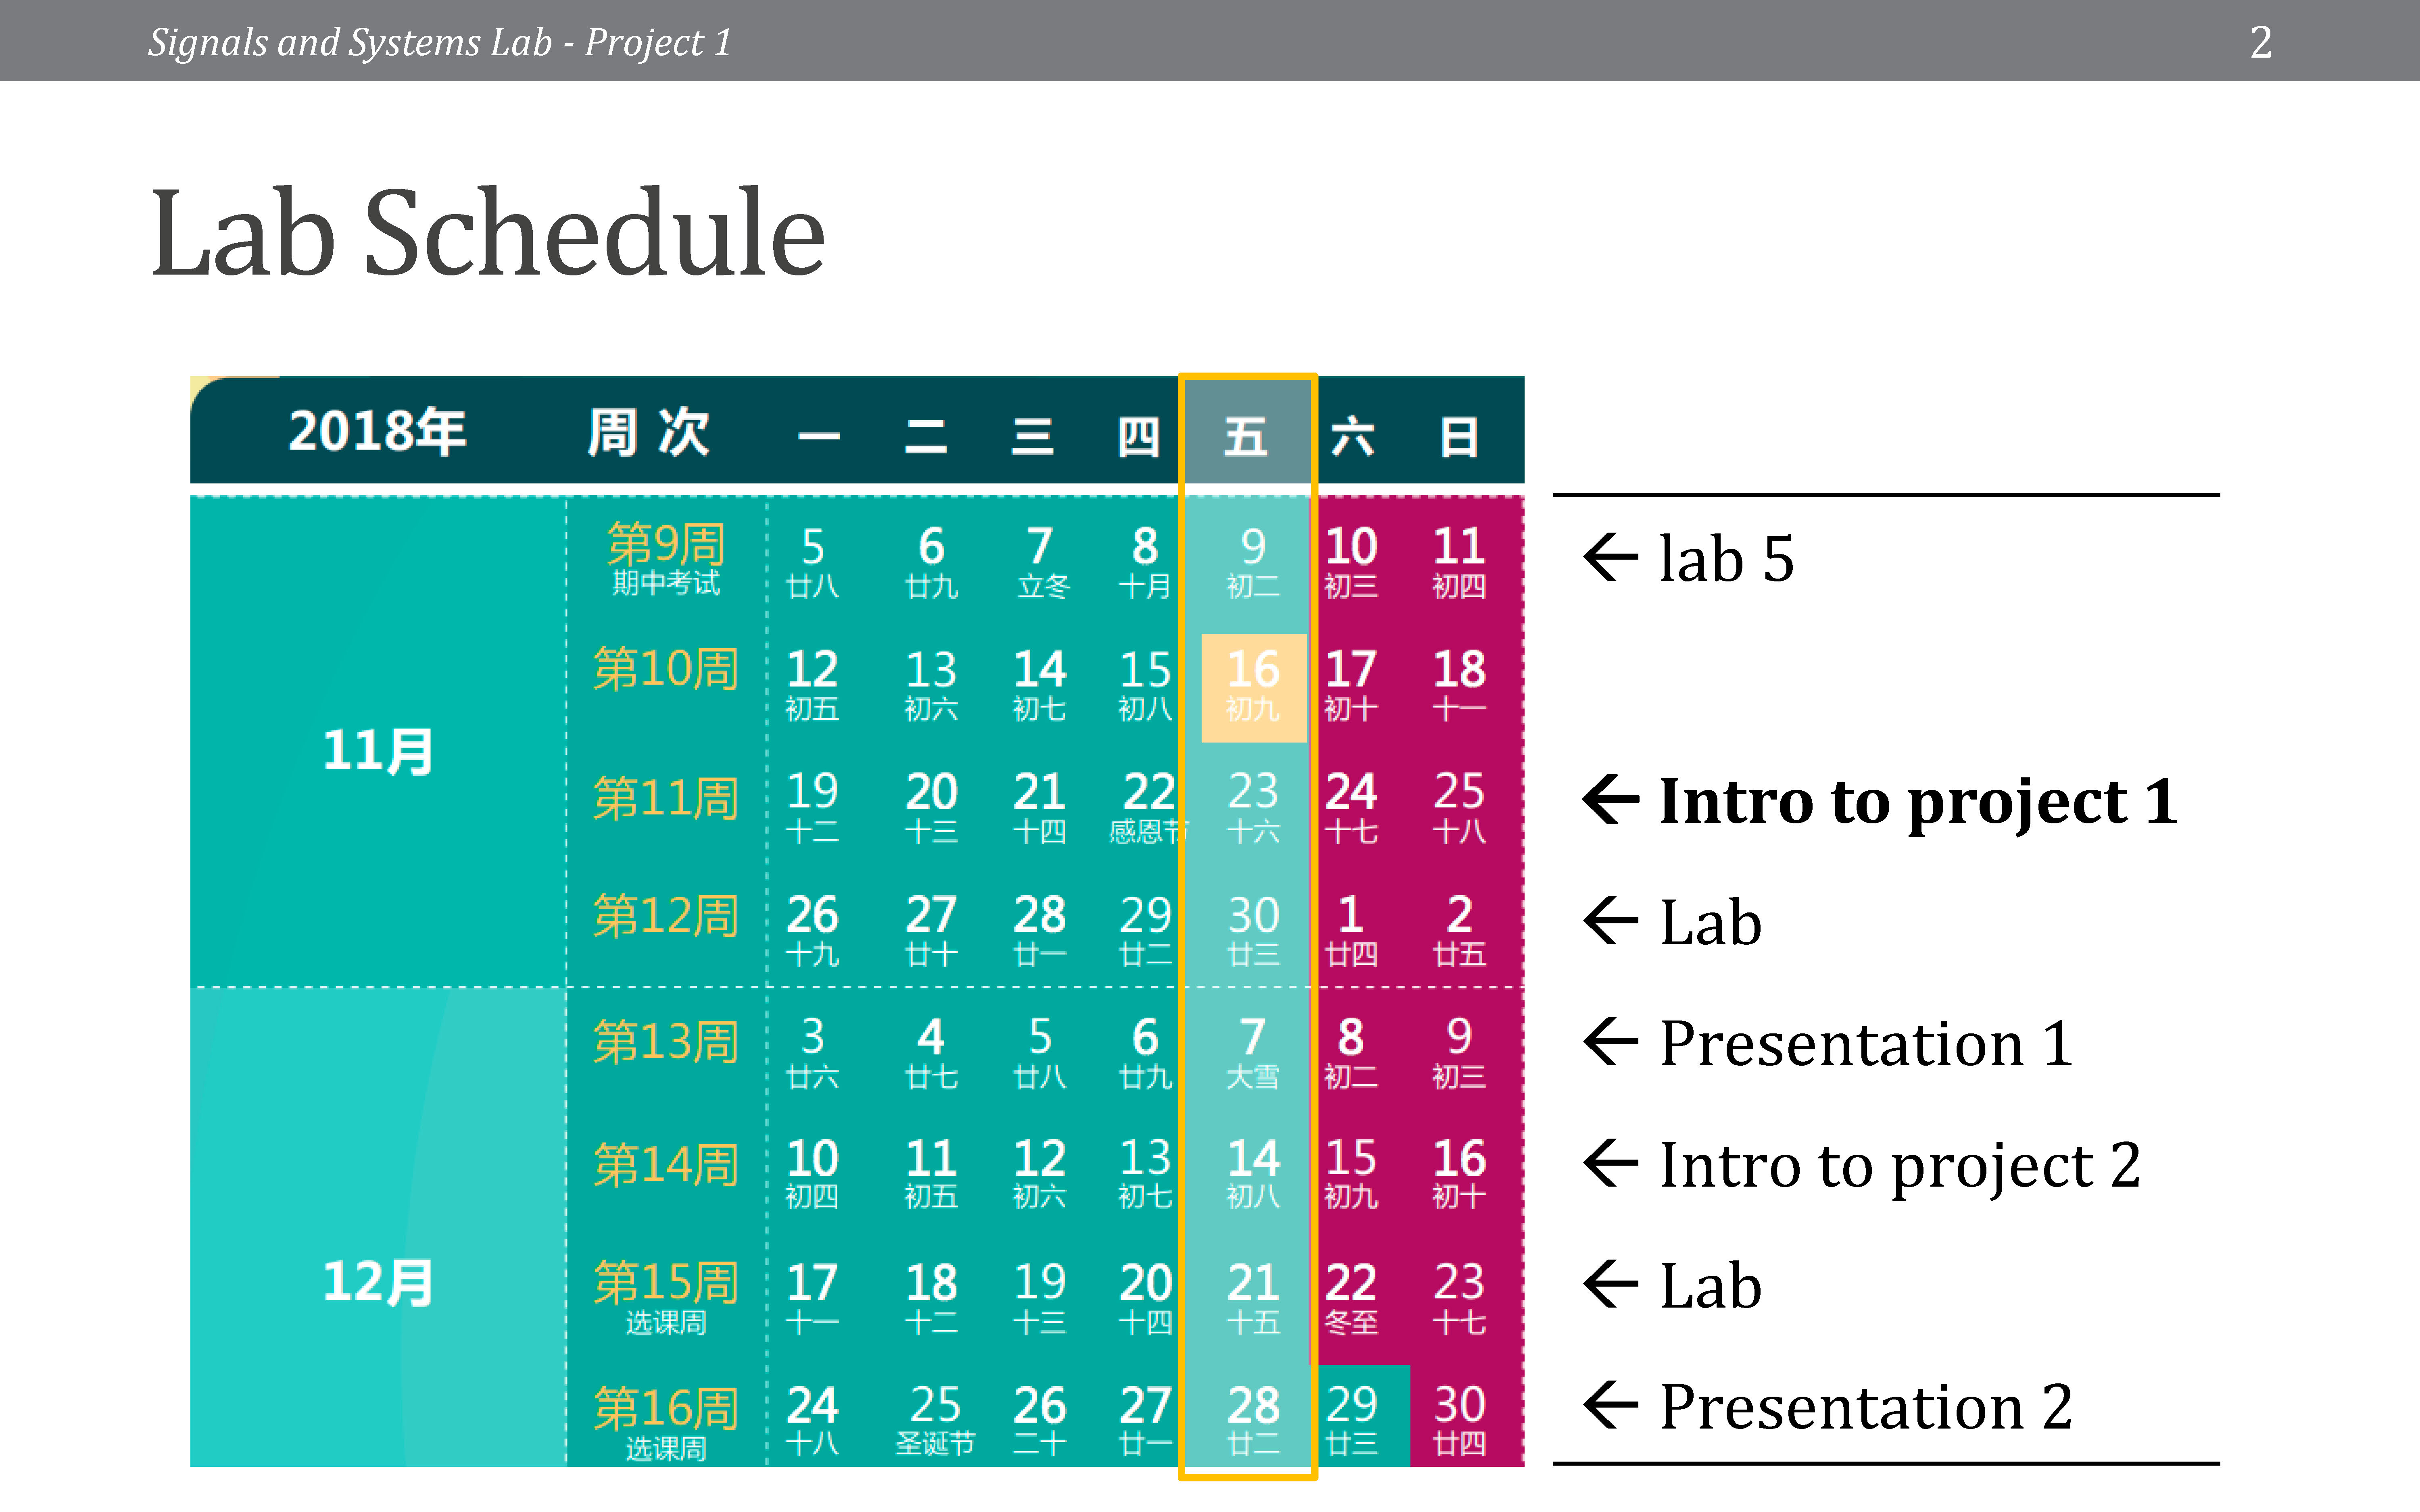 Signals and Systems Lab - Project 1 2
Lab Schedule
2018年 周 次 一 二 三 四 五 六 日
第9周 5 6 7 8 9 10 11 ← lab 5
期中考试 廿八 廿九 立冬 十月 初二 初三 初四
第10周 12 13 14 15 16 17 18
初五 初六 初七 初八 初九 初十 十一
11月
第11周 19 20 21 22 23 24 25 ← Intro to project 1
十二 十三 十四 感恩节 十六 十七 十八
第12周 26 27 28 29 30 1 2 ← Lab
十九 廿十 廿一 廿二 廿三 廿四 廿五
第13周 3 4 5 6 7 8 9 ← Presentation 1
廿六 廿七 廿八 廿九 大雪 初二 初三
第14周 10 11 12 13 14 15 16 ← Intro to project 2
初四 初五 初六 初七 初八 初九 初十
12月
第15周 17 18 19 20 21 22 23 ← Lab
选课周 十一 十二 十三 十四 十五 冬至 十七
第16周 24 25 26 27 28 29 30 ← Presentation 2
选课周 十八 圣诞节 二十 廿一 廿二 廿三 廿四